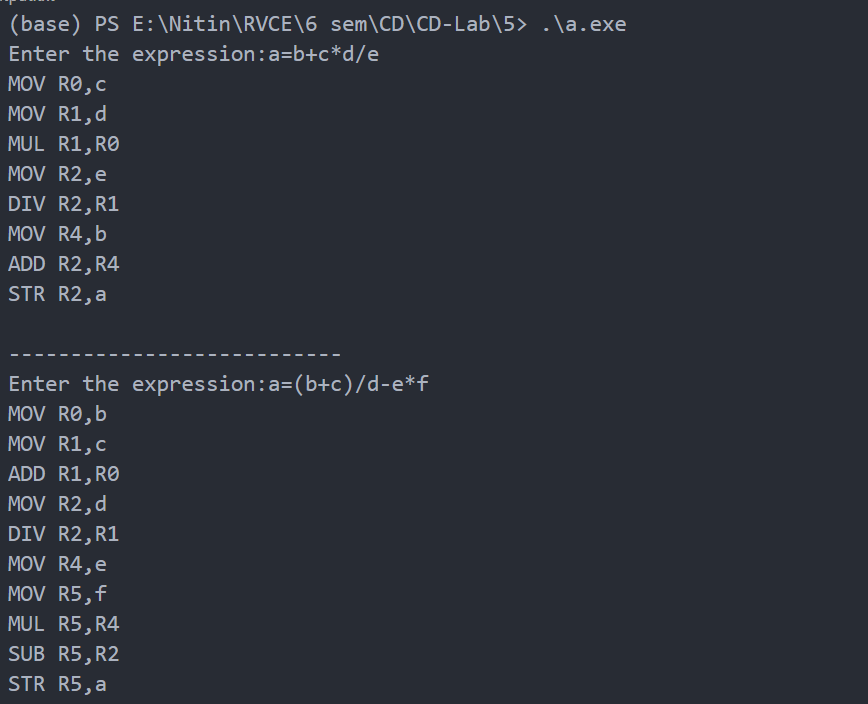 (base) PS E:\Nitin\RVCE\6 sem\CD\CD-Lab\5> .\a.exe
Enter the expression:a=b+c*d/e
MOV R0,c
MOV R1,d
MUL R1,R0
MOV R2,e
DIV R2,R1
MOV R4,b
ADD R2,R4
STR R2,a
---------------------------
Enter the expression:a=(b+c)/d-e*f
MOV R0,b
MOV R1,c
ADD R1,R0
MOV R2,d
DIV R2,R1
MOV R4,e
MOV R5,f
MUL R5,R4
SUB R5,R2
STR R5,a